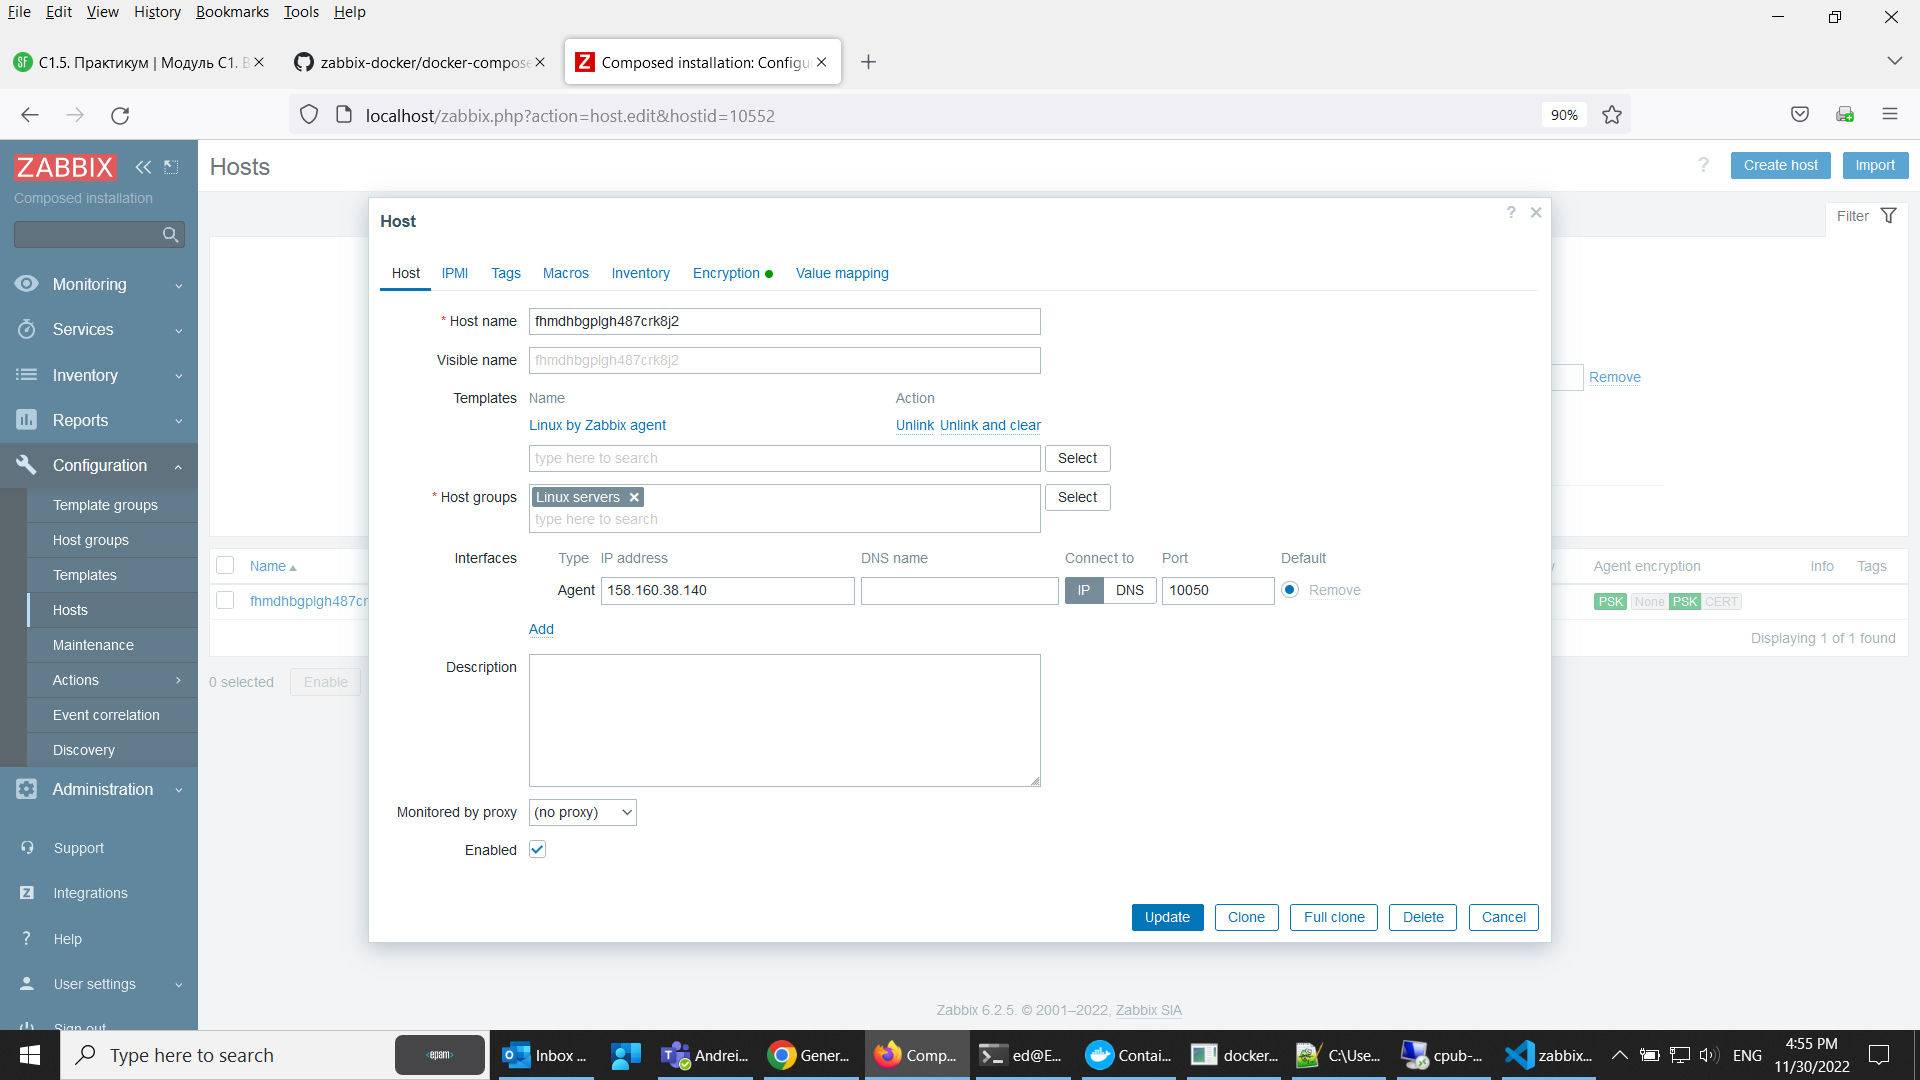 File Edit View History Bookmarks Tools Help
C1.5. Практикум | Модуль C1. В
zabbix-docker/docker-compose
Composed installation: Configu
localhost/zabbix.php?action=host.edit&hostid=10552
90%
ZABBIX
Composed installation
Hosts
? Create host Import
Filter
Monitoring
Services
Inventory
Reports
Configuration
Template groups
Host groups
Templates
Hosts
Maintenance
Actions
Event correlation
Discovery
Administration
Support
Integrations
Help
User settings
Sign out
Host
?
Host IPMI Tags Macros Inventory Encryption Value mapping
* Host name fhmdhbgplgh487crk8j2
Visible name fhmdhbgplgh487crk8j2
Templates Name Action
Linux by Zabbix agent Unlink Unlink and clear
type here to search Select
* Host groups Linux servers Select
type here to search
Interfaces Type IP address DNS name Connect to Port Default
Agent 158.160.38.140 IP DNS 10050 Remove
Add
Description
Monitored by proxy (no proxy)
Enabled
Update Clone Full clone Delete Cancel
Remove
Name
fhmdhbgplgh487cr
0 selected Enable
Agent encryption Info Tags
PSK None PSK CERT
Displaying 1 of 1 found
Zabbix 6.2.5. © 2001–2022, Zabbix SIA
Type here to search
<epam>
Inbox ...
Andrei...
Gener...
Comp...
ed@E...
Contai...
docker...
C:\Use...
cpub-...
zabbix...
ENG
4:55 PM
11/30/2022